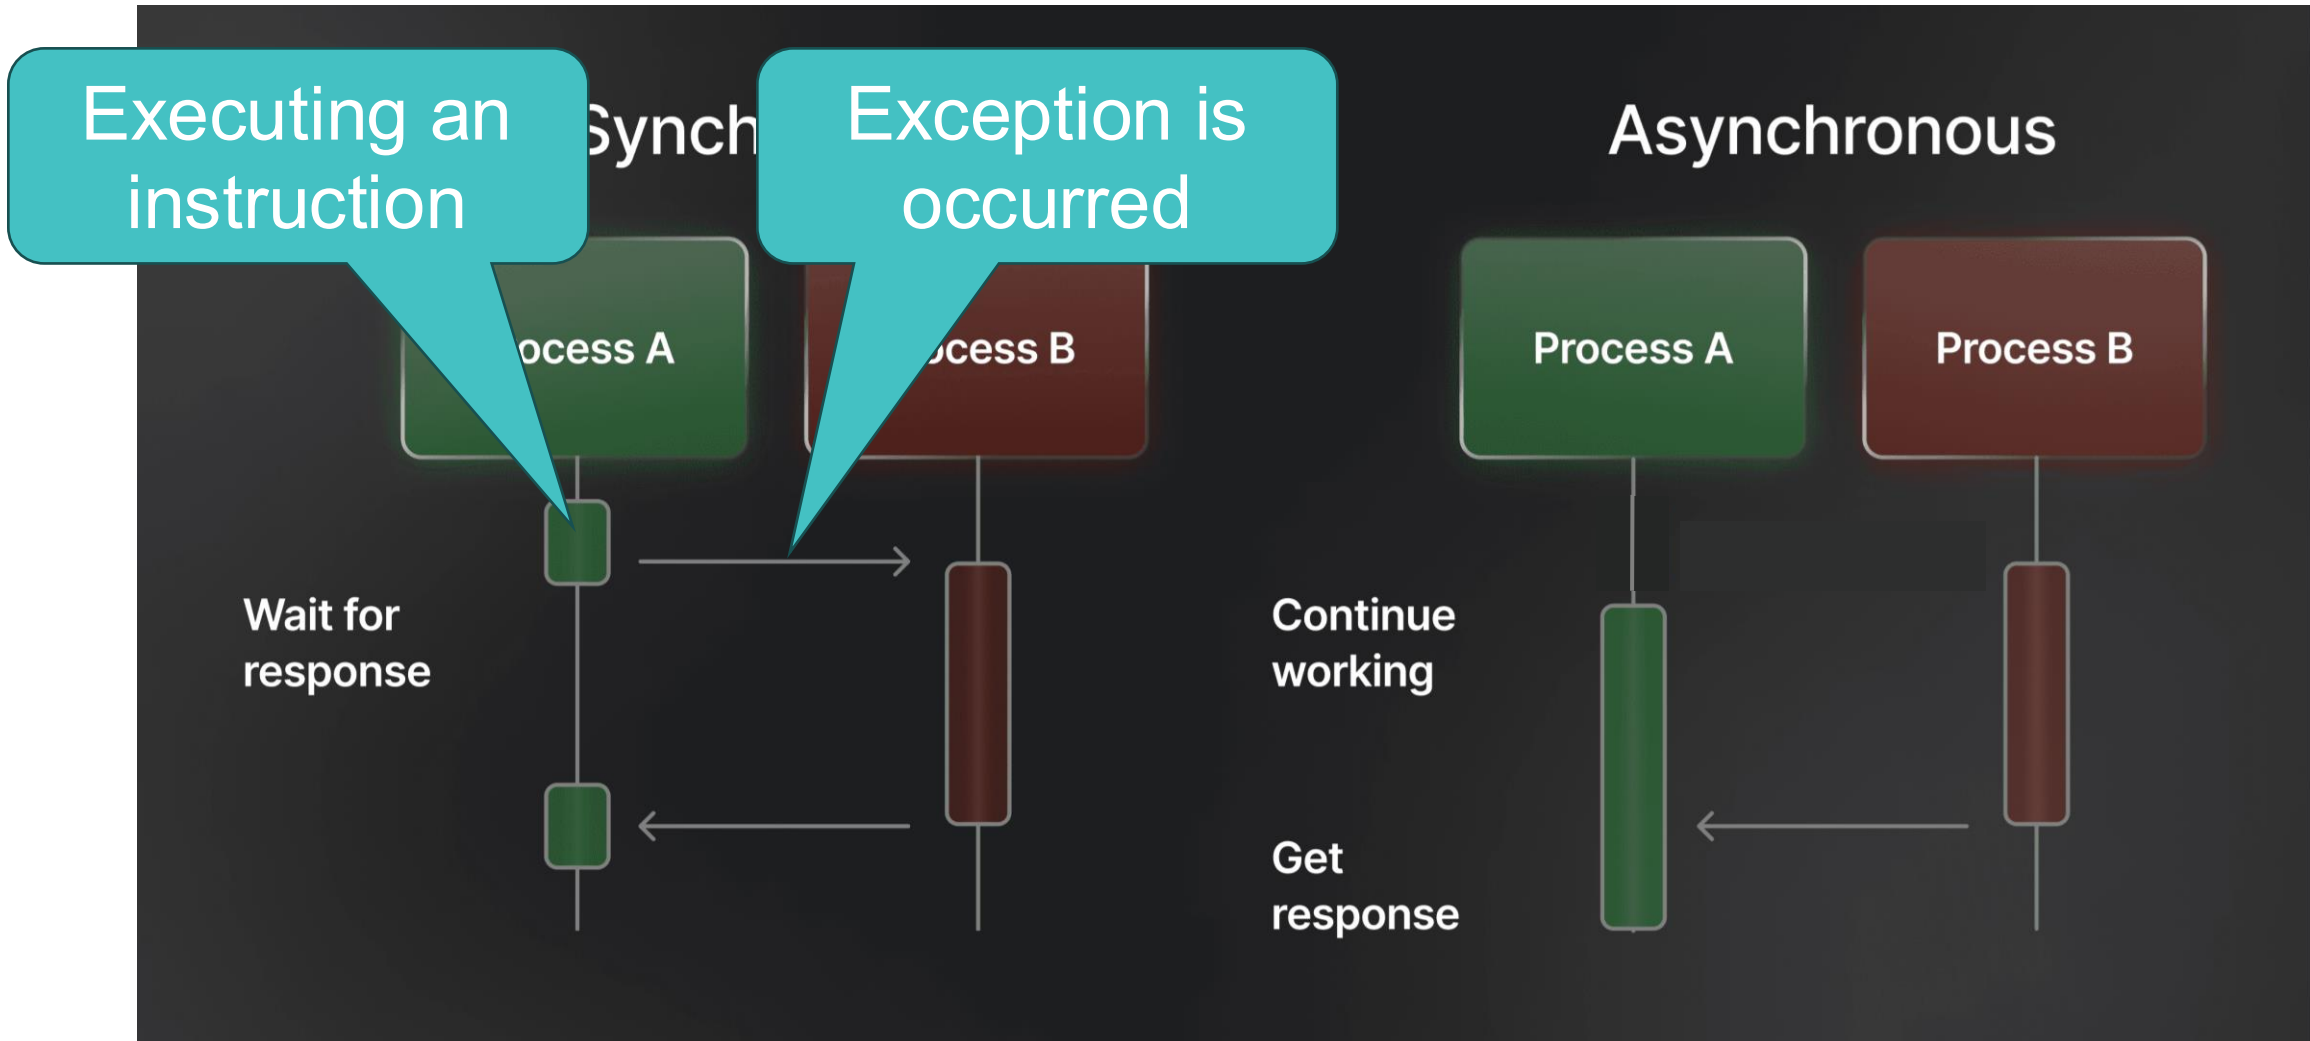 Executing an
instruction
Exception is
occurred
Synch
Asynchronous
ocess A
ocess B
Process A
Process B
Wait for
response
Continue
working
Get
response